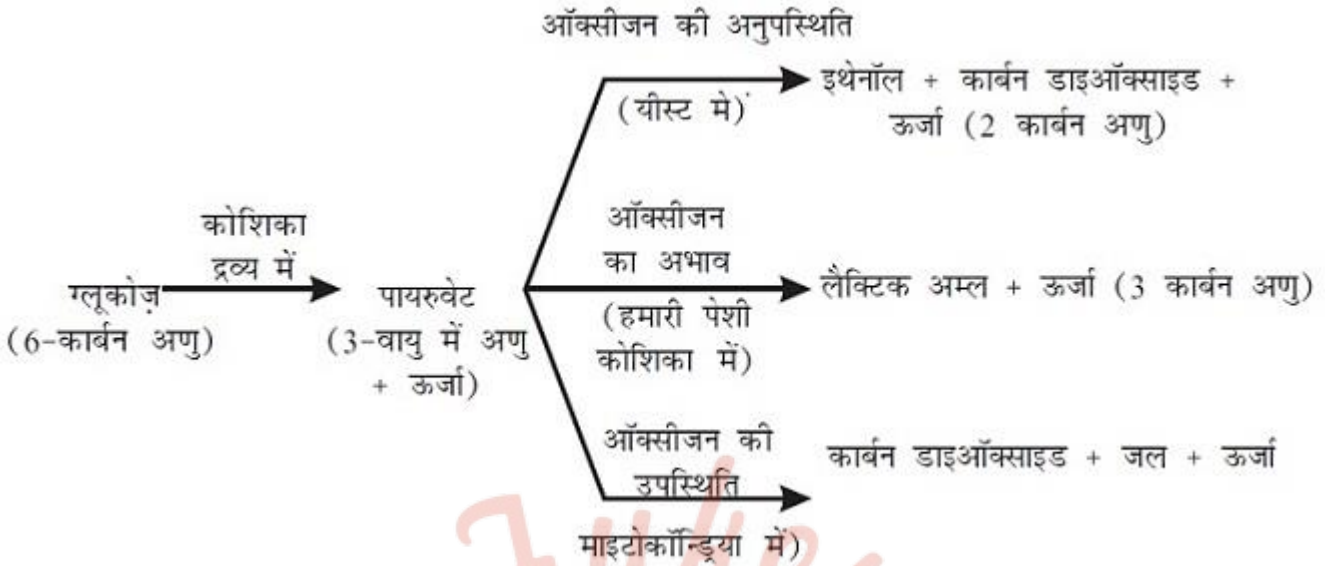 ऑक्सीजन की अनुपस्थिति
(यीस्ट मे)
इथेनॉल + कार्बन डाइऑक्साइड +
ऊर्जा (2 कार्बन अणु)
कोशिका
द्रव्य में
ग्लूकोज़
(6-कार्बन अणु)
पायरुवेट
(3-वायु में अणु
+ ऊर्जा)
ऑक्सीजन
का अभाव
(हमारी पेशी
कोशिका में)
लैक्टिक अम्ल + ऊर्जा (3 कार्बन अणु)
ऑक्सीजन की
उपस्थिति
माइटोकॉन्ड्रिया में)
कार्बन डाइऑक्साइड + जल + ऊर्जा